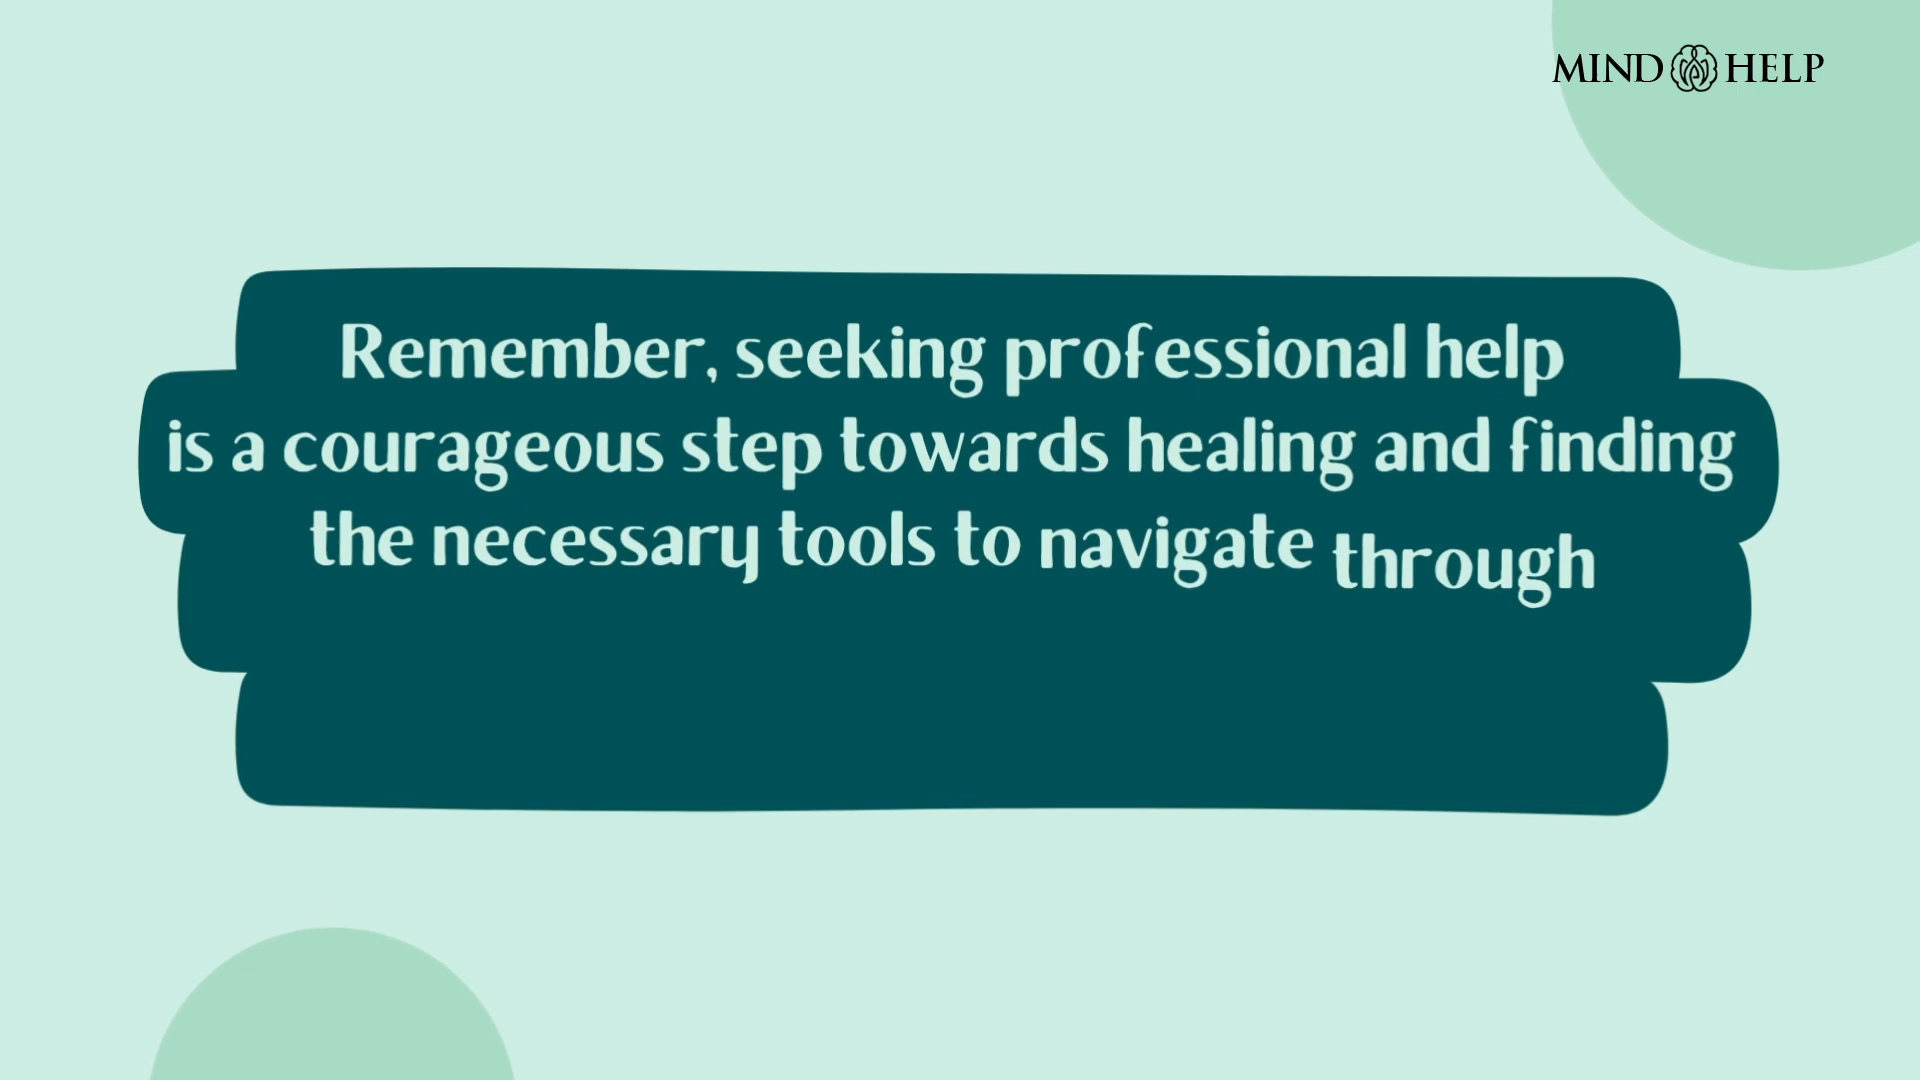 MIND HELP
Remember, seeking professional help
is a courageous step towards healing and finding
the necessary tools to navigate through